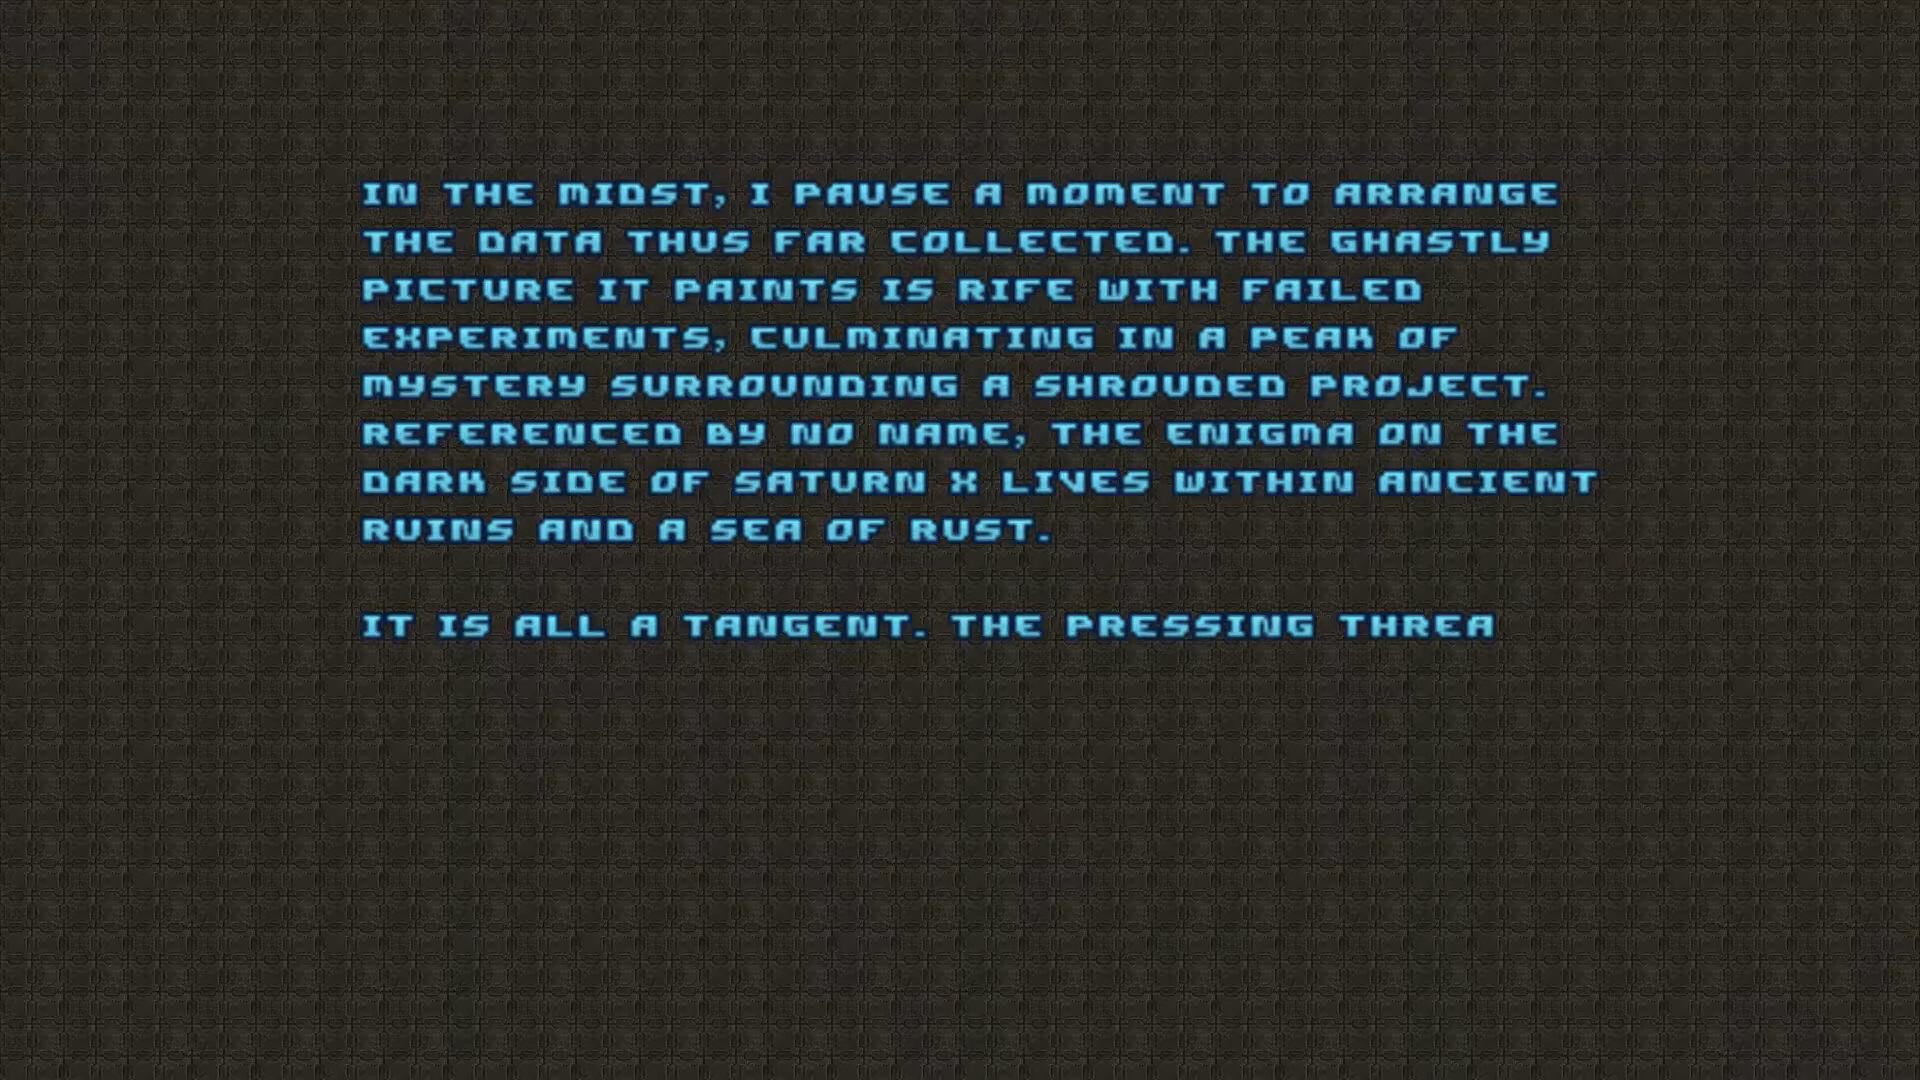 IN THE MIDST, I PAUSE A MOMENT TO ARRANGE
THE DATA THUS FAR COLLECTED. THE GHASTLY
PICTURE IT PAINTS IS RIFE WITH FAILED
EXPERIMENTS, CULMINATING IN A PEAK OF
MYSTERY SURROUNDING A SHROUDED PROJECT.
REFERENCED BY NO NAME, THE ENIGMA ON THE
DARK SIDE OF SATURN X LIVES WITHIN ANCIENT
RUINS AND A SEA OF RUST.
IT IS ALL A TANGENT. THE PRESSING THREA